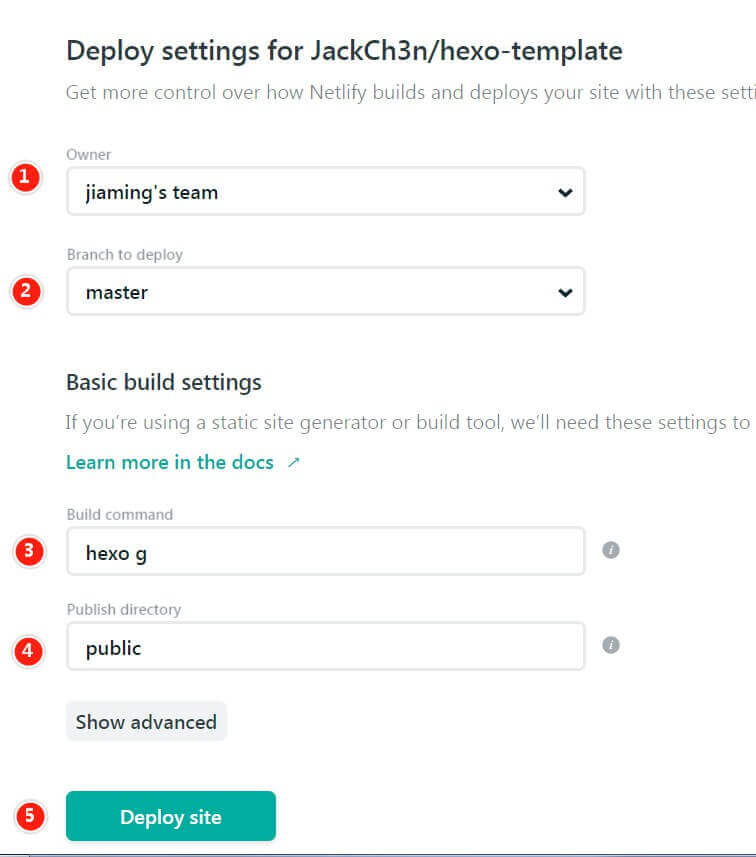 Deploy settings for JackCh3n/hexo-template
Get more control over how Netlify builds and deploys your site with these setti
Owner
1
jiaming's team
Branch to deploy
2
master
Basic build settings
If you're using a static site generator or build tool, we'll need these settings to
Learn more in the docs ↗
Build command
3
hexo g
i
Publish directory
4
public
i
Show advanced
5
Deploy site